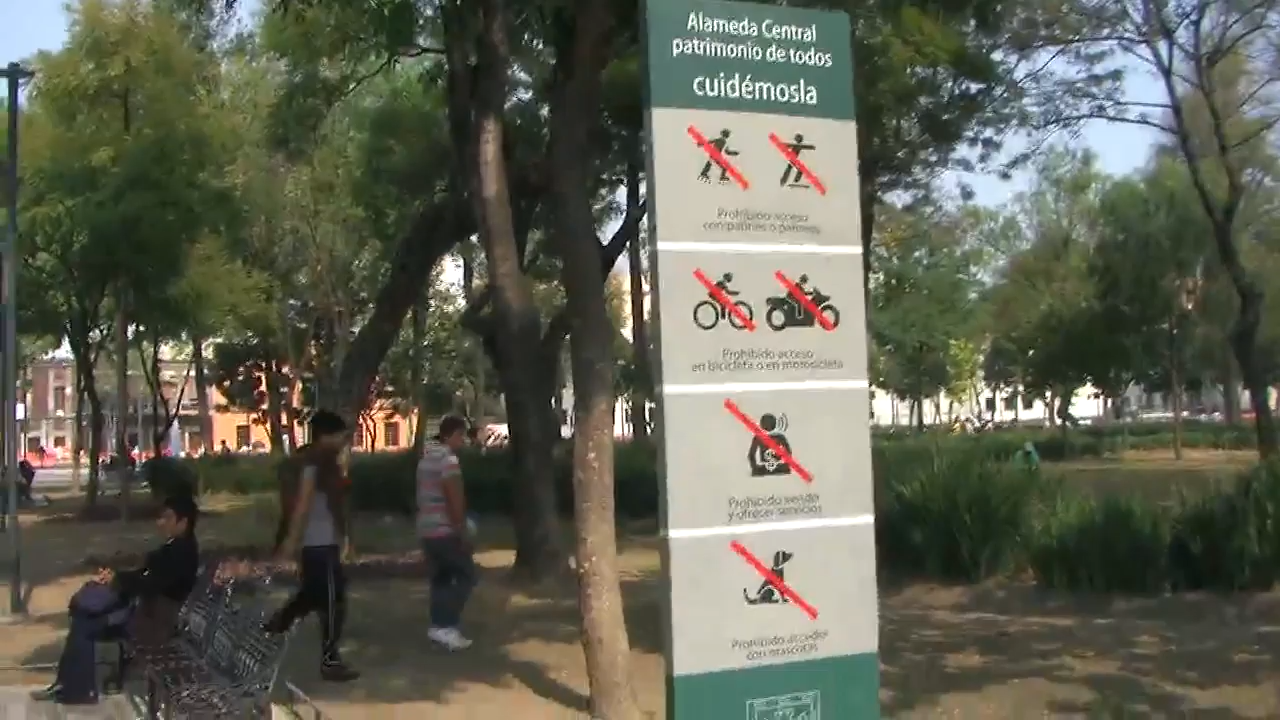 Alameda Central
patrimonio de todos
cuidémosla
Prohibido acceso
con patines o patineta
Prohibido acceso
en bicicleta o en motocicleta
Prohibido vender
y ofrecer servicios
Prohibido acceder
con mascotas